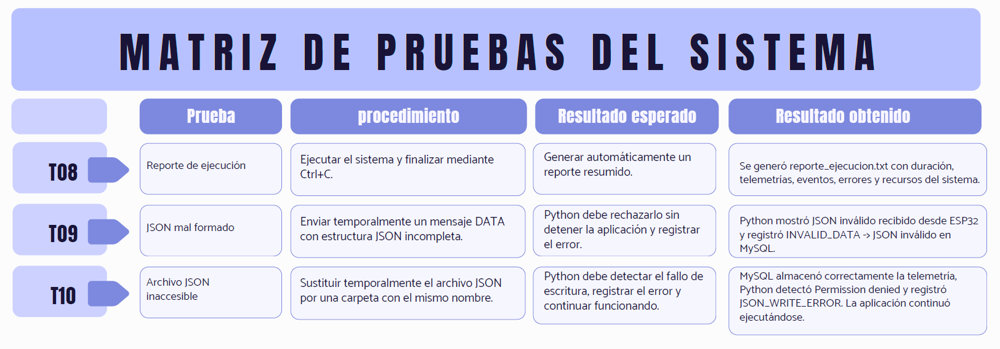 MATRIZ DE PRUEBAS DEL SISTEMA
Prueba
procedimiento
Resultado esperado
Resultado obtenido
T08
Reporte de ejecución
Ejecutar el sistema y finalizar mediante
Ctrl+C.
Generar automáticamente un
reporte resumido.
Se generó reporte_ejecucion.txt con duración,
telemetrías, eventos, errores y recursos del sistema.
T09
JSON mal formado
Enviar temporalmente un mensaje DATA
con estructura JSON incompleta.
Python debe rechazarlo sin
detener la aplicación y registrar
el error.
Python mostró JSON inválido recibido desde ESP32
y registró INVALID_DATA -> JSON inválido en
MySQL.
T10
Archivo JSON
inaccesible
Sustituir temporalmente el archivo JSON
por una carpeta con el mismo nombre.
Python debe detectar el fallo de
escritura, registrar el error y
continuar funcionando.
MySQL almacenó correctamente la telemetría,
Python detectó Permission denied y registró
JSON_WRITE_ERROR. La aplicación continuó
ejecutándose.